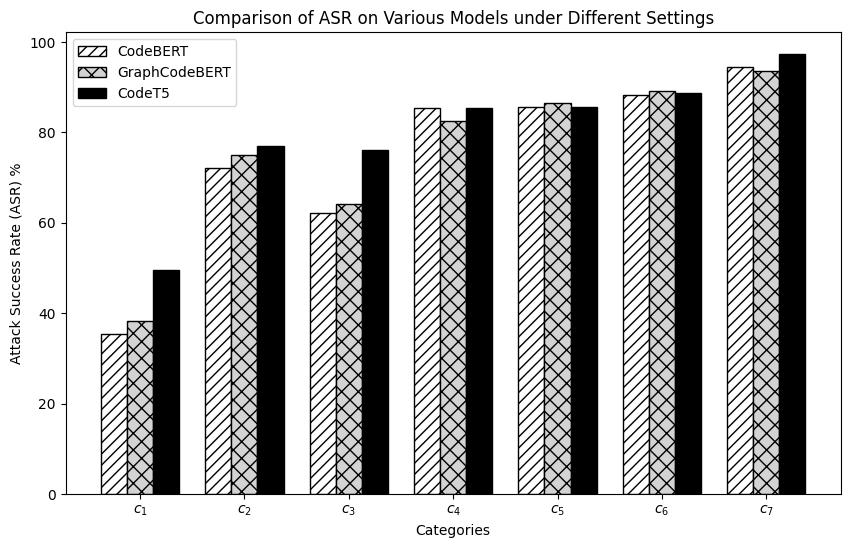 Comparison of ASR on Various Models under Different Settings
CodeBERT
GraphCodeBERT
CodeT5
Attack Success Rate (ASR) %
100
80
60
40
20
0
c₁ c₂ c₃ c₄ c₅ c₆ c₇
Categories